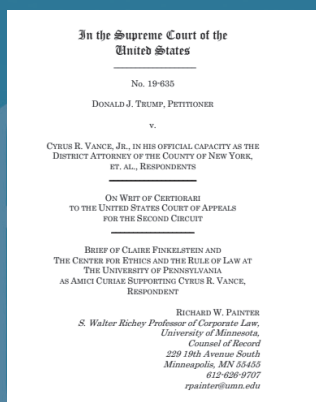 In the Supreme Court of the
United States
No. 19-635
DONALD J. TRUMP, PETITIONER
v.
CYRUS R. VANCE, JR., IN HIS OFFICIAL CAPACITY AS THE
DISTRICT ATTORNEY OF THE COUNTY OF NEW YORK,
ET. AL., RESPONDENTS
ON WRIT OF CERTIORARI
TO THE UNITED STATES COURT OF APPEALS
FOR THE SECOND CIRCUIT
BRIEF OF CLAIRE FINKELSTEIN AND
THE CENTER FOR ETHICS AND THE RULE OF LAW AT
THE UNIVERSITY OF PENNSYLVANIA
AS AMICI CURIAE SUPPORTING CYRUS R. VANCE,
RESPONDENT
RICHARD W. PAINTER
S. Walter Richey Professor of Corporate Law,
University of Minnesota,
Counsel of Record
229 19th Avenue South
Minneapolis, MN 55455
612-626-9707
rpainter@umn.edu